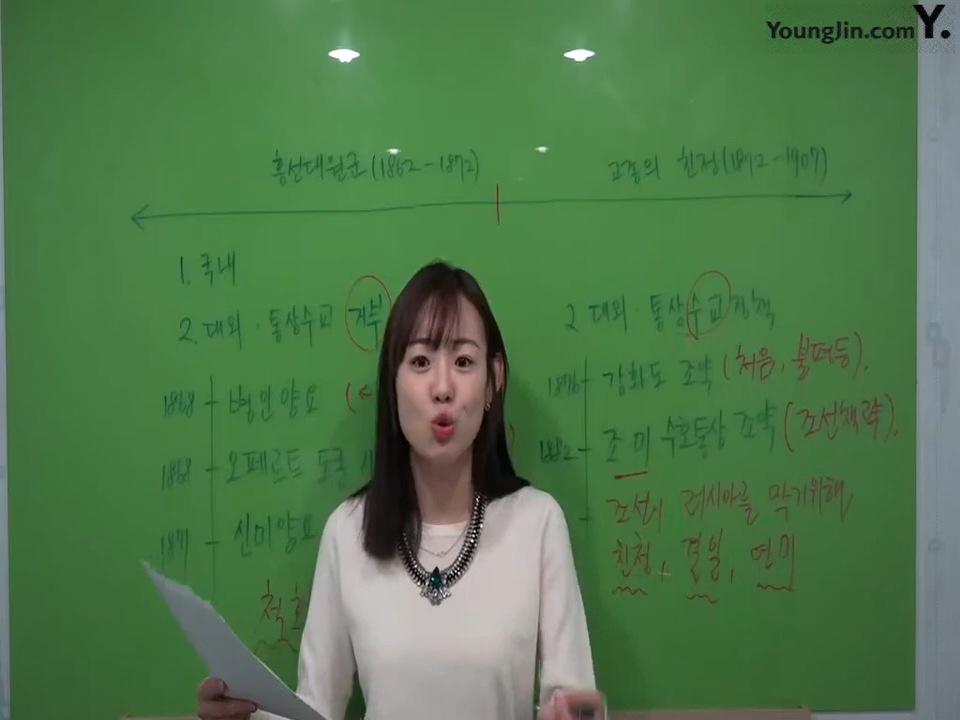 YoungJin.com Y.
흥선대원군 (1862-1872)
고종의 친정 (1872-1907)
1. 국내
2. 대외 · 통상수교 거부
1868 병인양요
1868 오페르트 도굴
1871 신미양요
척화
2 대외 · 통상수교 정책
1876 강화도 조약 (처음, 불평등).
1882 조미 수호통상 조약 (조선책략).
조선이 러시아를 막기위해,
친청, 결일, 연미